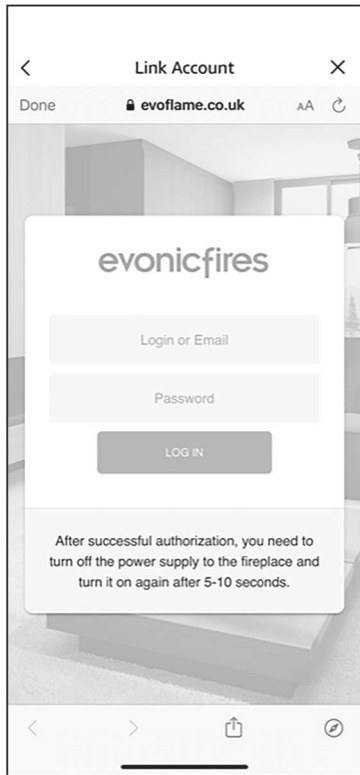 Link Account
Done evoflame.co.uk AA
evonicfires
Login or Email
Password
LOG IN
After successful authorization, you need to
turn off the power supply to the fireplace and
turn it on again after 5-10 seconds.